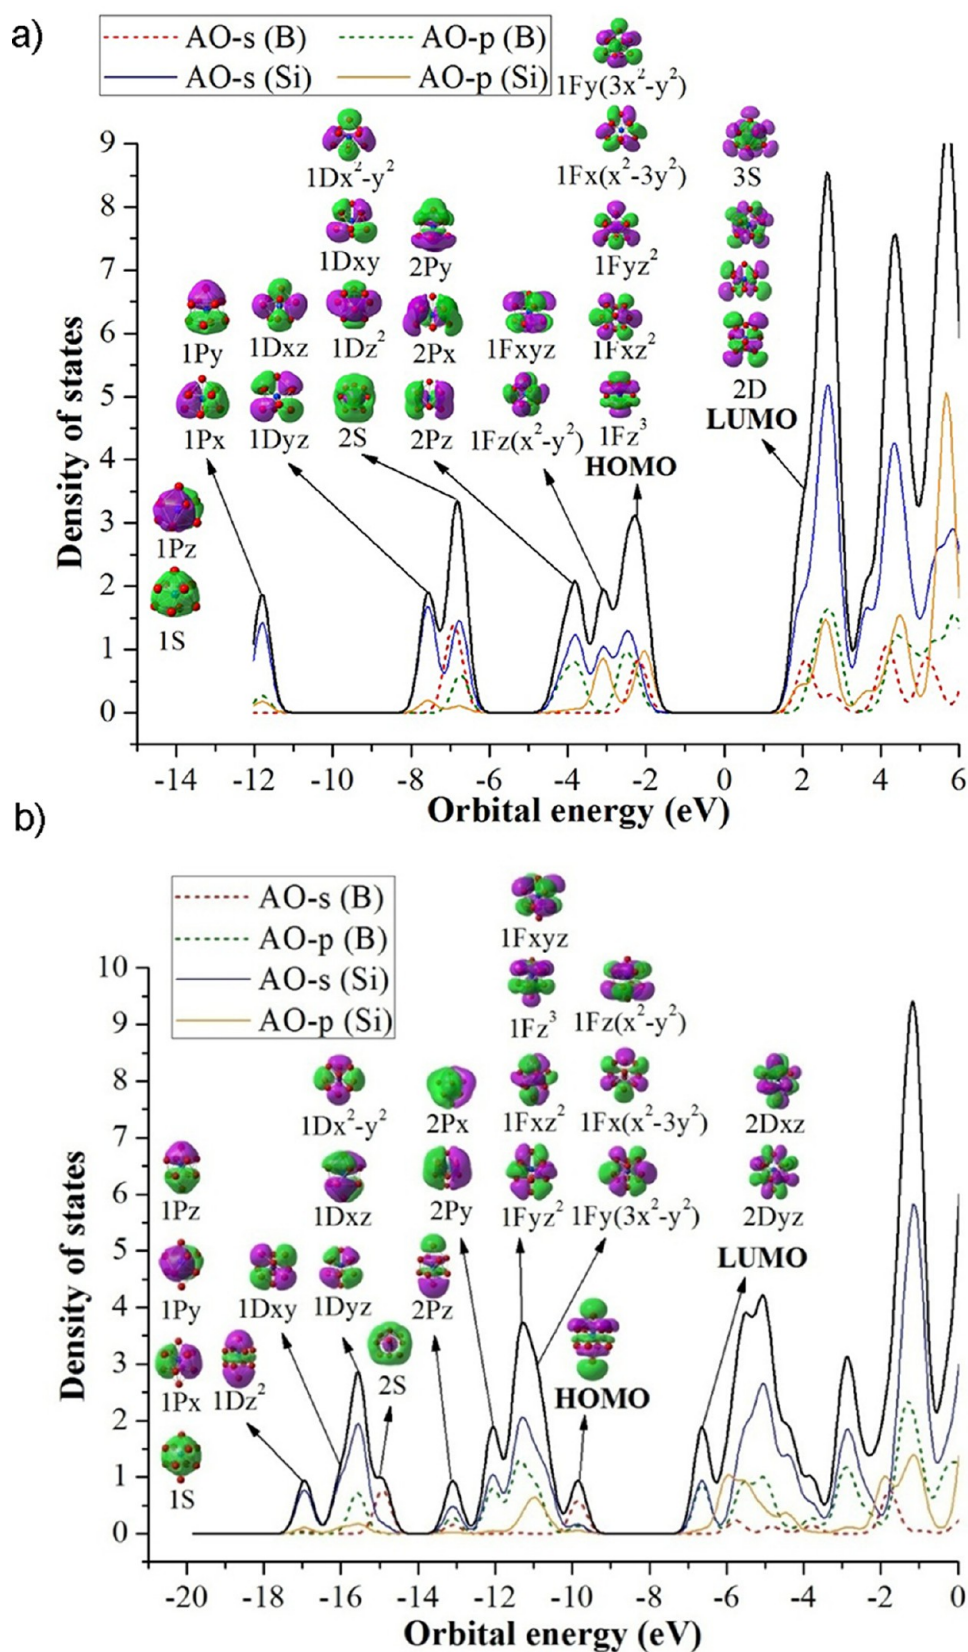 a)
AO-s (B) AO-p (B)
AO-s (Si) AO-p (Si)
1Fy(3x²-y²)
1Dx²-y² 1Fx(x²-3y²) 3S
1Dxy 2Py 1Fyz²
1Py 1Dxz 1Dz² 2Px 1Fxyz 1Fxz² 2D
LUMO
1Px 1Dyz 2S 2Pz 1Fz(x²-y²) 1Fz³
HOMO
1Pz
1S
Density of states
9
8
7
6
5
4
3
2
1
0
-14 -12 -10 -8 -6 -4 -2 0 2 4 6
Orbital energy (eV)
b)
AO-s (B)
AO-p (B)
AO-s (Si)
AO-p (Si)
1Fxyz
1Fz³ 1Fz(x²-y²)
1Dx²-y² 2Px 1Fxz² 1Fx(x²-3y²) 2Dxz
1Pz 1Dxz 2Py 1Fyz² 1Fy(3x²-y²) 2Dyz
LUMO
1Py 1Dxy 1Dyz 2Pz
1Px 1Dz² 2S HOMO
1S
Density of states
10
9
8
7
6
5
4
3
2
1
0
-20 -18 -16 -14 -12 -10 -8 -6 -4 -2 0
Orbital energy (eV)